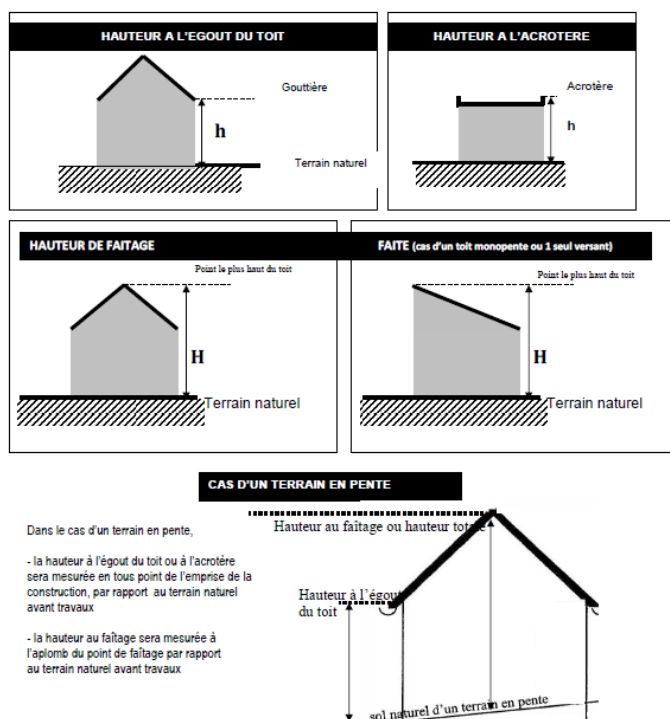 HAUTEUR A L'EGOUT DU TOIT
Gouttière
h
Terrain naturel
HAUTEUR A L'ACROTERE
Acrotère
h
HAUTEUR DE FAITAGE
Point le plus haut du toit
H
Terrain naturel
FAITE (cas d'un toit monopente ou 1 seul versant)
Point le plus haut du toit
H
Terrain naturel
CAS D'UN TERRAIN EN PENTE
Dans le cas d'un terrain en pente,
- la hauteur à l'égout du toit ou à l'acrotère
sera mesurée en tous point de l'emprise de la
construction, par rapport au terrain naturel
avant travaux
- la hauteur au faîtage sera mesurée à
l'aplomb du point de faîtage par rapport
au terrain naturel avant travaux
Hauteur au faîtage ou hauteur totale
Hauteur à l'égout
du toit
sol naturel d'un terrain en pente